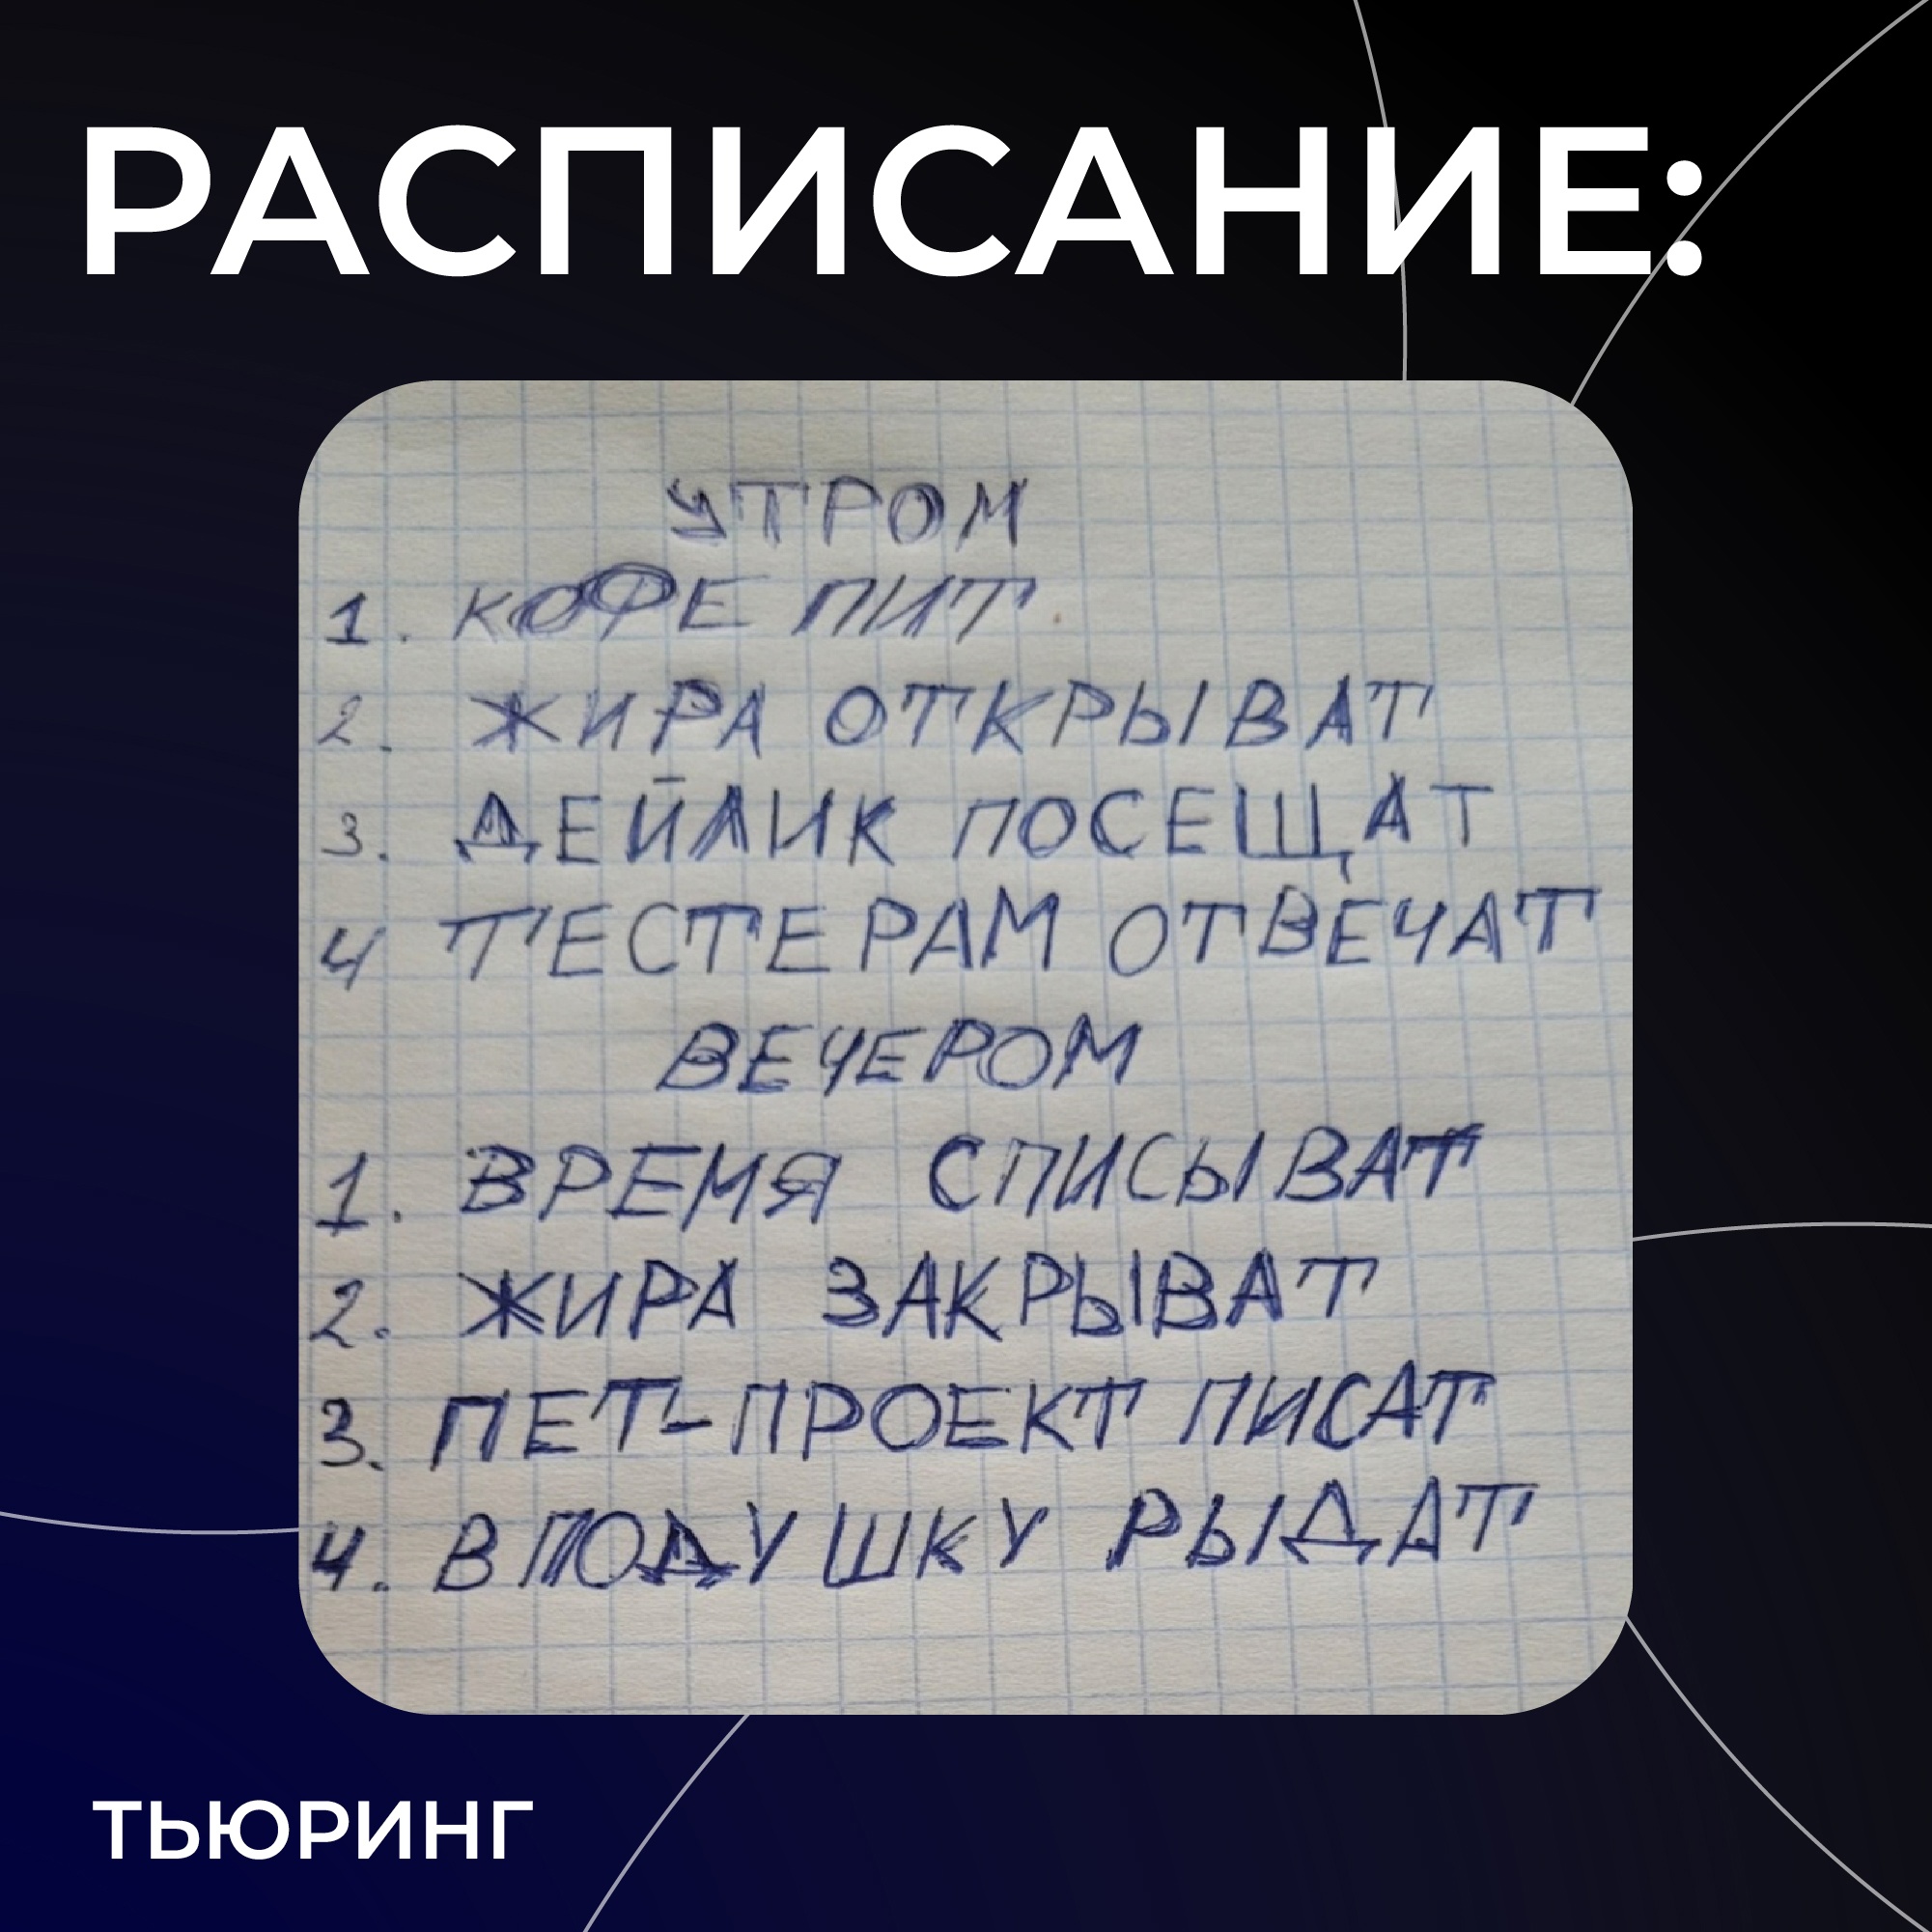 РАСПИСАНИЕ:
УТРОМ
1. КОФЕ ПИТ
2. ЖИРА ОТКРЫВАТ
3. ДЕЙЛИК ПОСЕЩАТ
4 ТЕСТЕРАМ ОТВЕЧАТ
ВЕЧЕРОМ
1. ВРЕМЯ СПИСЫВАТ
2. ЖИРА ЗАКРЫВАТ
3. ПЕТ-ПРОЕКТ ПИСАТ
4. В ПОДУШКУ РЫДАТ
ТЬЮРИНГ